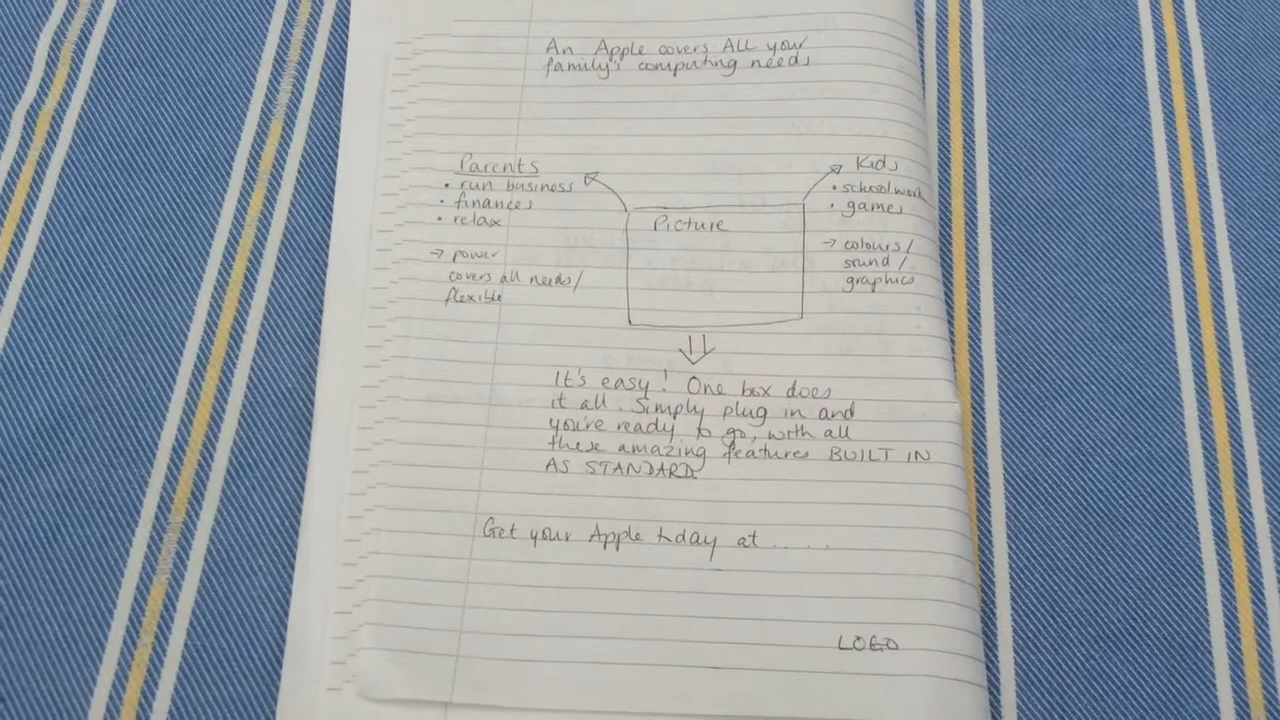 An Apple covers ALL your
family's computing needs
Parents
• run business
• finances
• relax
→ power
covers all needs/
flexible
Picture
Kids
• school work
• games
→ colours/
sound/
graphics
It's easy! One box does
it all. Simply plug in and
you're ready to go, with all
these amazing features BUILT IN
AS STANDARD
Get your Apple today at .....
LOGO